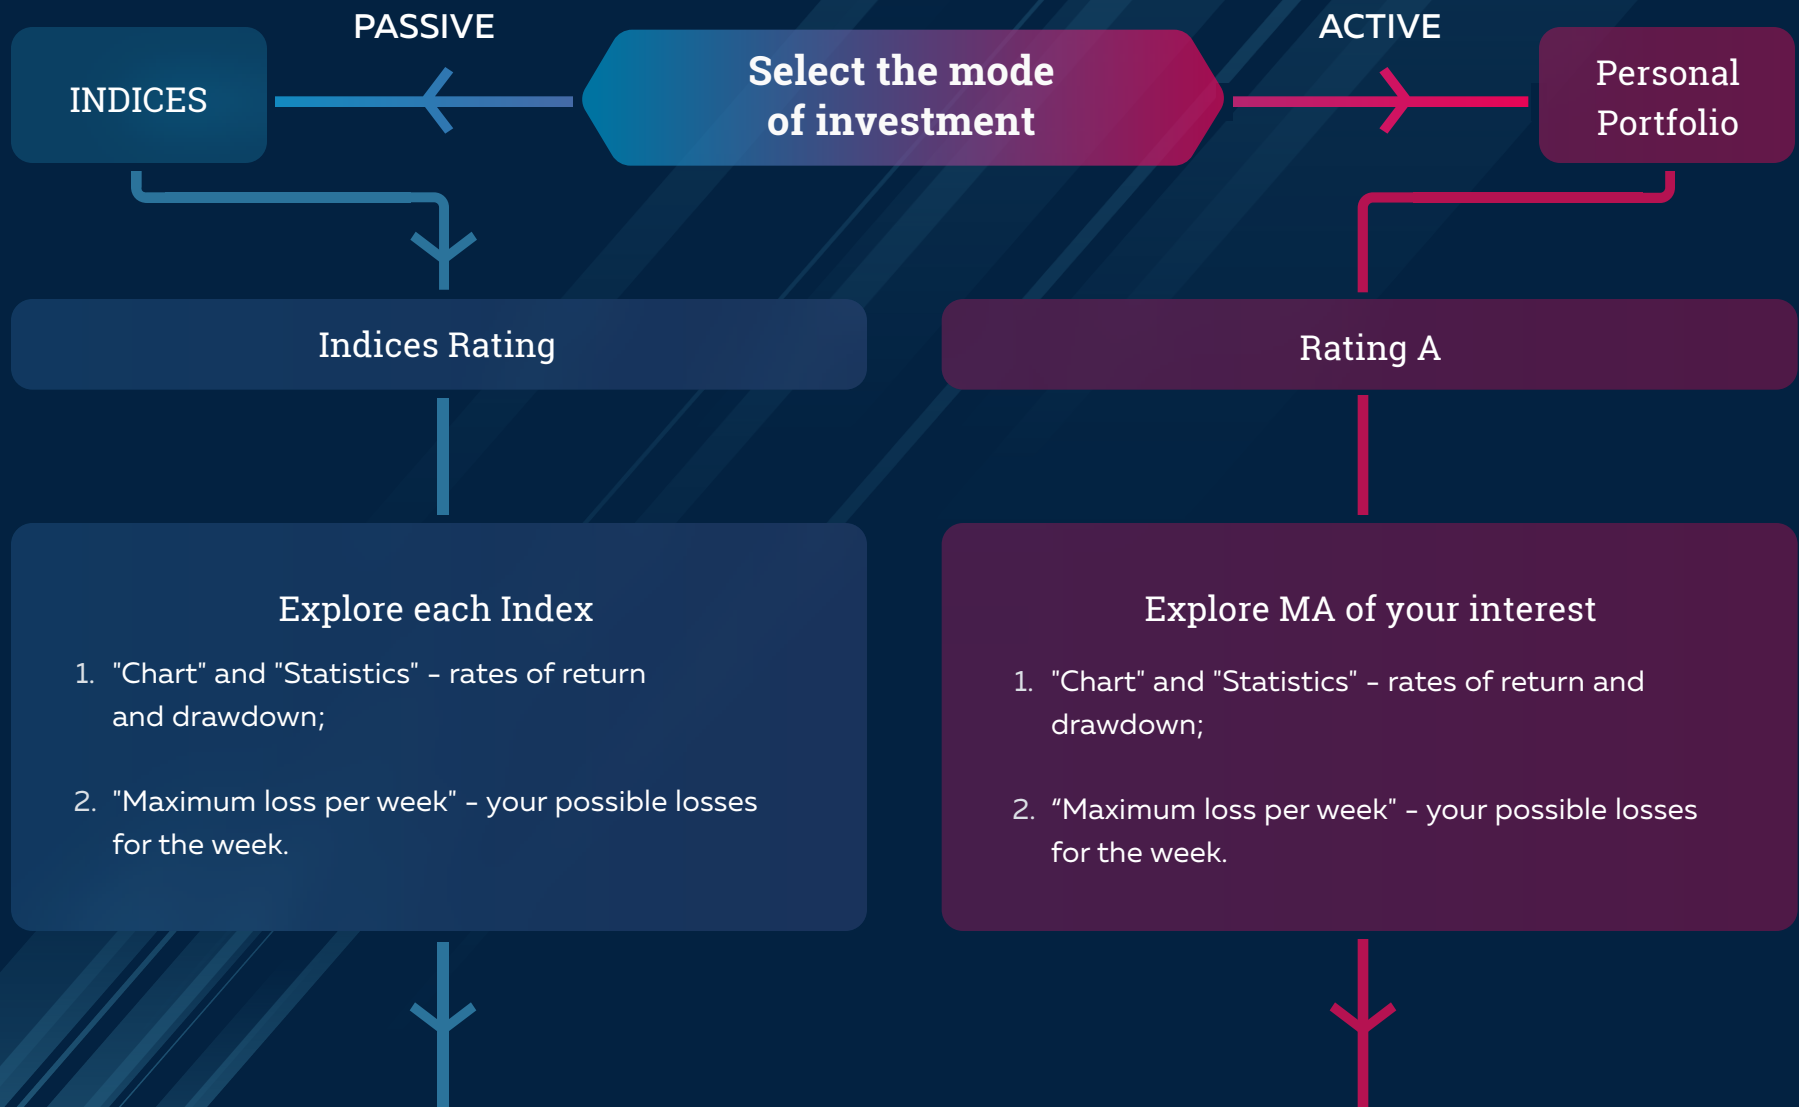 PASSIVE
ACTIVE
INDICES
Select the mode
of investment
Personal
Portfolio
Indices Rating
Rating A
Explore each Index
1. "Chart" and "Statistics" - rates of return
and drawdown;
2. "Maximum loss per week" - your possible losses
for the week.
Explore MA of your interest
1. "Chart" and "Statistics" - rates of return and
drawdown;
2. “Maximum loss per week" - your possible losses
for the week.